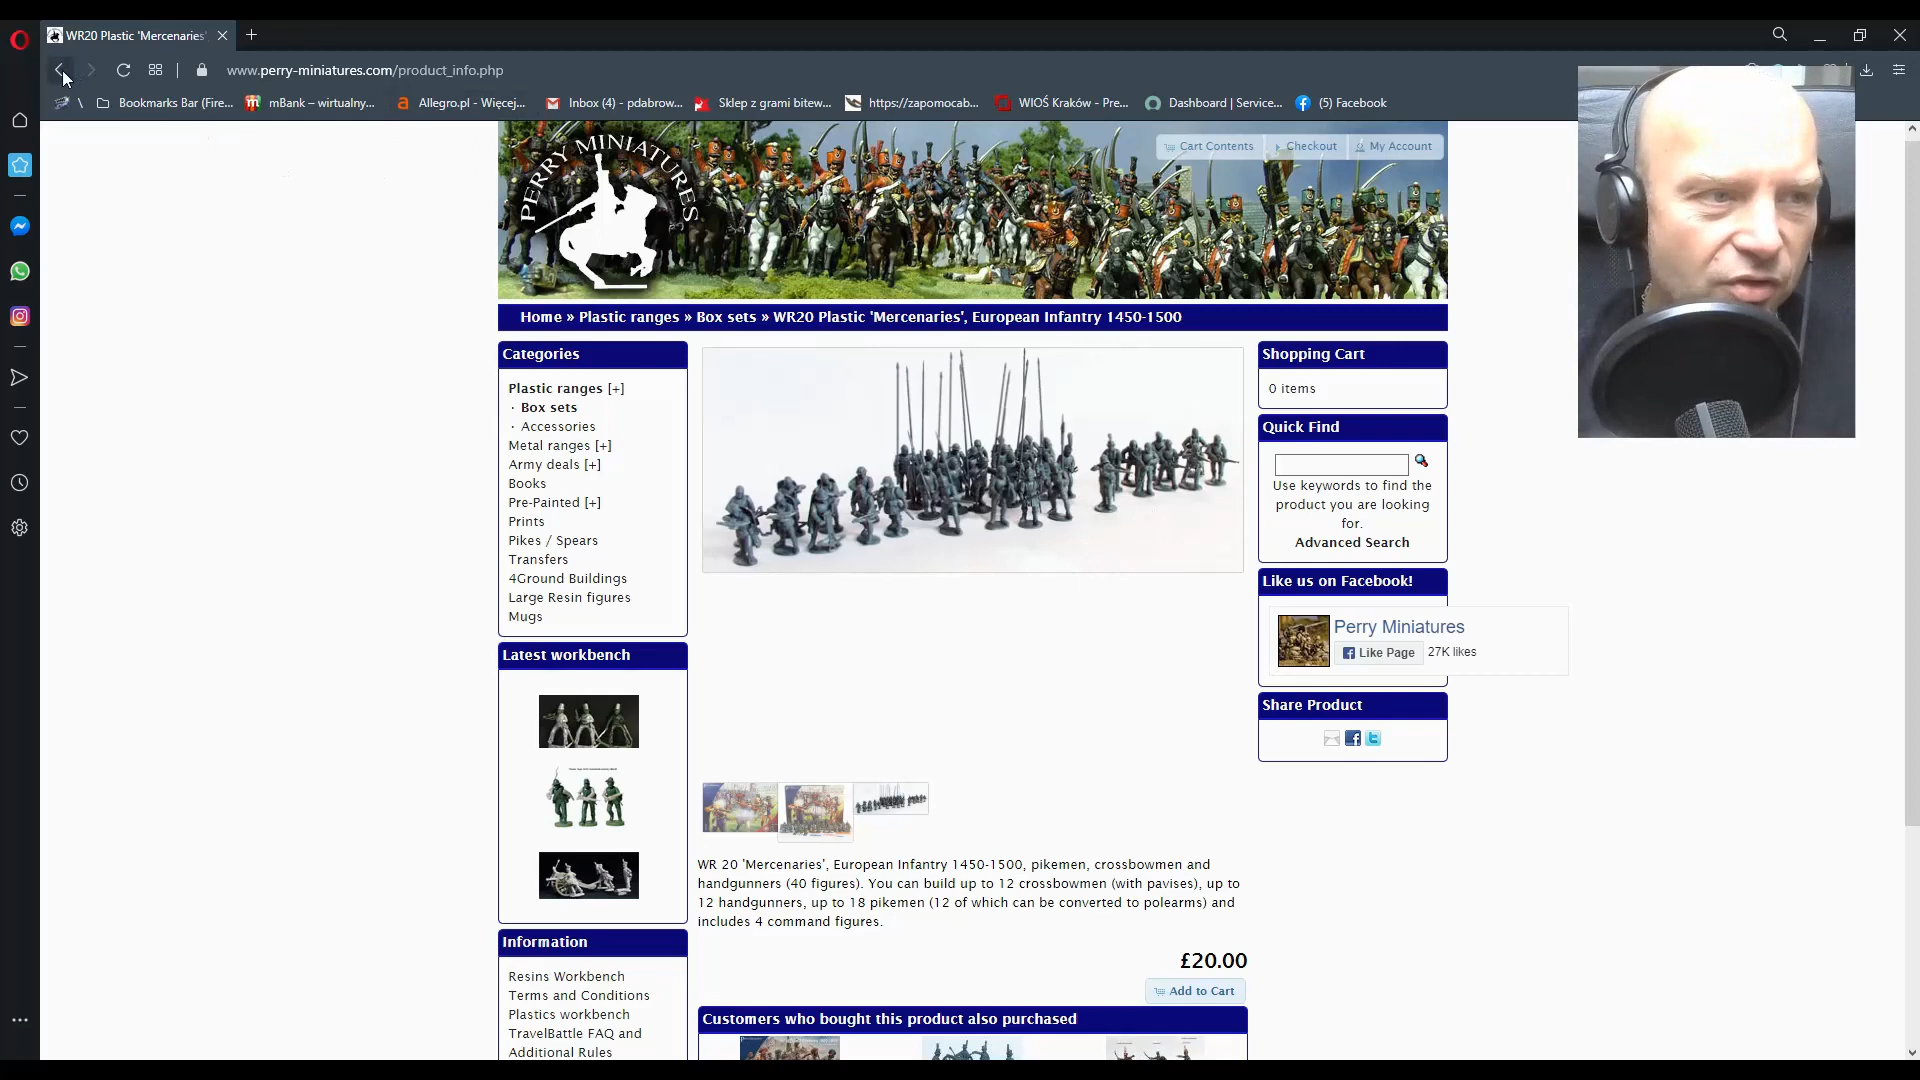 WR20 Plastic 'Mercenaries'
www.perry-miniatures.com/product_info.php
Bookmarks Bar (Fire...
mBank – wirtualny...
Allegro.pl - Więcej...
Inbox (4) - pdabrow...
Sklep z grami bitew...
https://zapomocab...
WIOŚ Kraków - Pre...
Dashboard | Service...
(5) Facebook
PERRY MINIATURES
Cart Contents
Checkout
My Account
Home » Plastic ranges » Box sets » WR20 Plastic 'Mercenaries', European Infantry 1450-1500
Categories
Plastic ranges [+]
· Box sets
· Accessories
Metal ranges [+]
Army deals [+]
Books
Pre-Painted [+]
Prints
Pikes / Spears
Transfers
4Ground Buildings
Large Resin figures
Mugs
Latest workbench
Information
Resins Workbench
Terms and Conditions
Plastics workbench
TravelBattle FAQ and
Additional Rules
WR 20 'Mercenaries', European Infantry 1450-1500, pikemen, crossbowmen and
handgunners (40 figures). You can build up to 12 crossbowmen (with pavises), up to
12 handgunners, up to 18 pikemen (12 of which can be converted to polearms) and
includes 4 command figures.
£20.00
Add to Cart
Customers who bought this product also purchased
Shopping Cart
0 items
Quick Find
Use keywords to find the
product you are looking
for.
Advanced Search
Like us on Facebook!
Perry Miniatures
Like Page
27K likes
Share Product